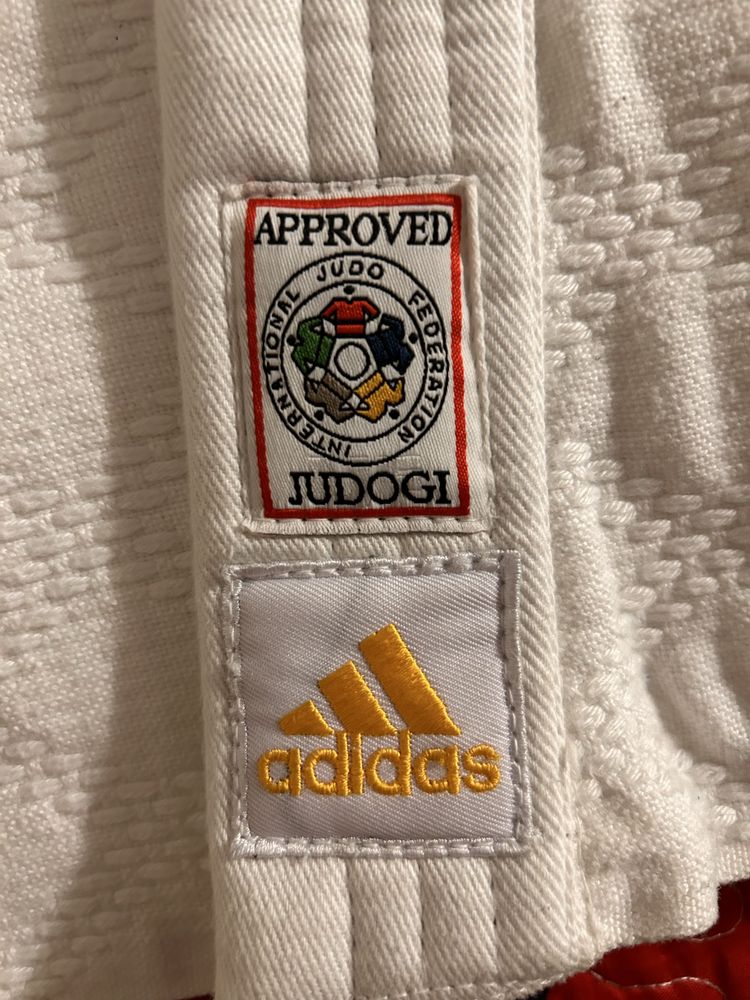 APPROVED
INTERNATIONAL JUDO FEDERATION
JUDOGI
adidas